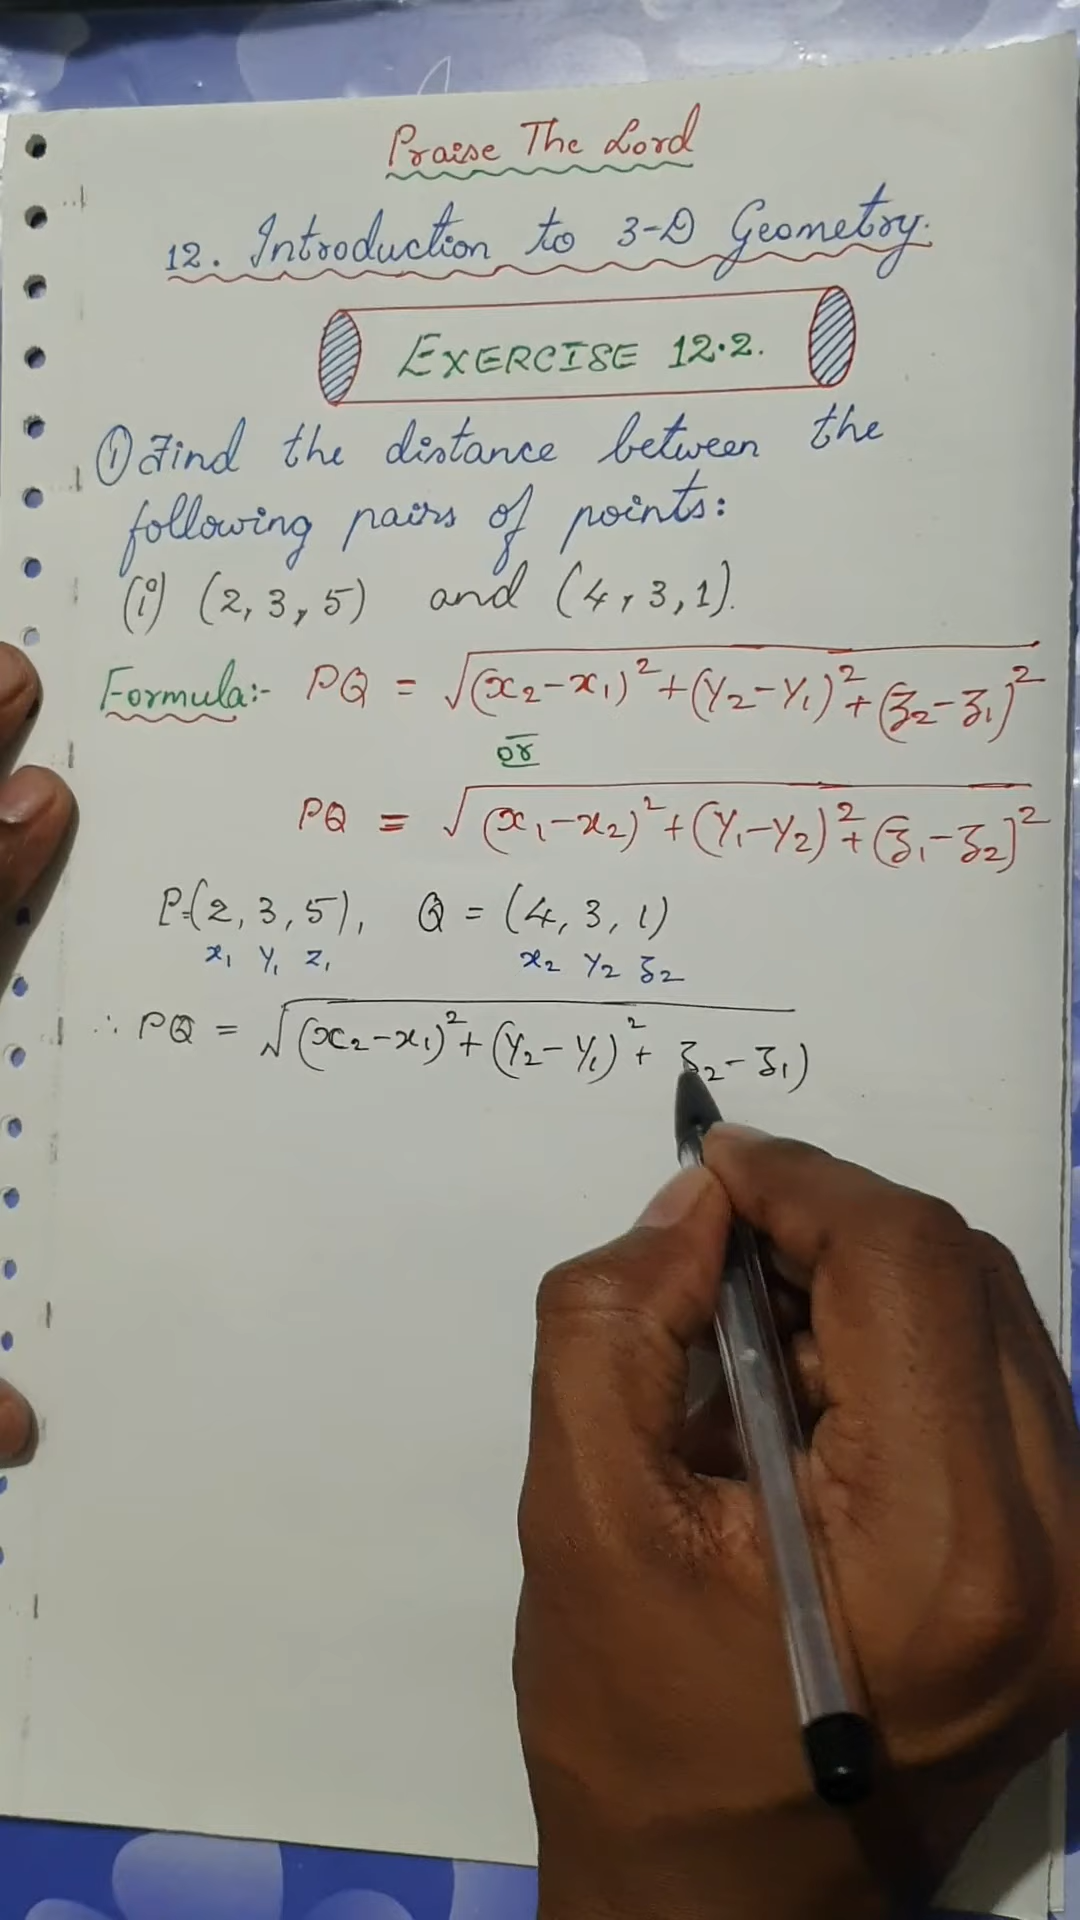 Praise The Lord
12. Introduction to 3-D Geometry.
EXERCISE 12.2.
① Find the distance between the
following pairs of points:
(i) (2, 3, 5) and (4, 3, 1).
Formula:- PQ = √(x₂-x₁)²+(y₂-y₁)²+(z₂-z₁)²
or
PQ = √(x₁-x₂)²+(y₁-y₂)²+(z₁-z₂)²
P=(2, 3, 5), Q = (4, 3, 1)
x₁ y₁ z₁ x₂ y₂ z₂
∴ PQ = √(x₂-x₁)²+(y₂-y₁)²+ z₂-z₁)